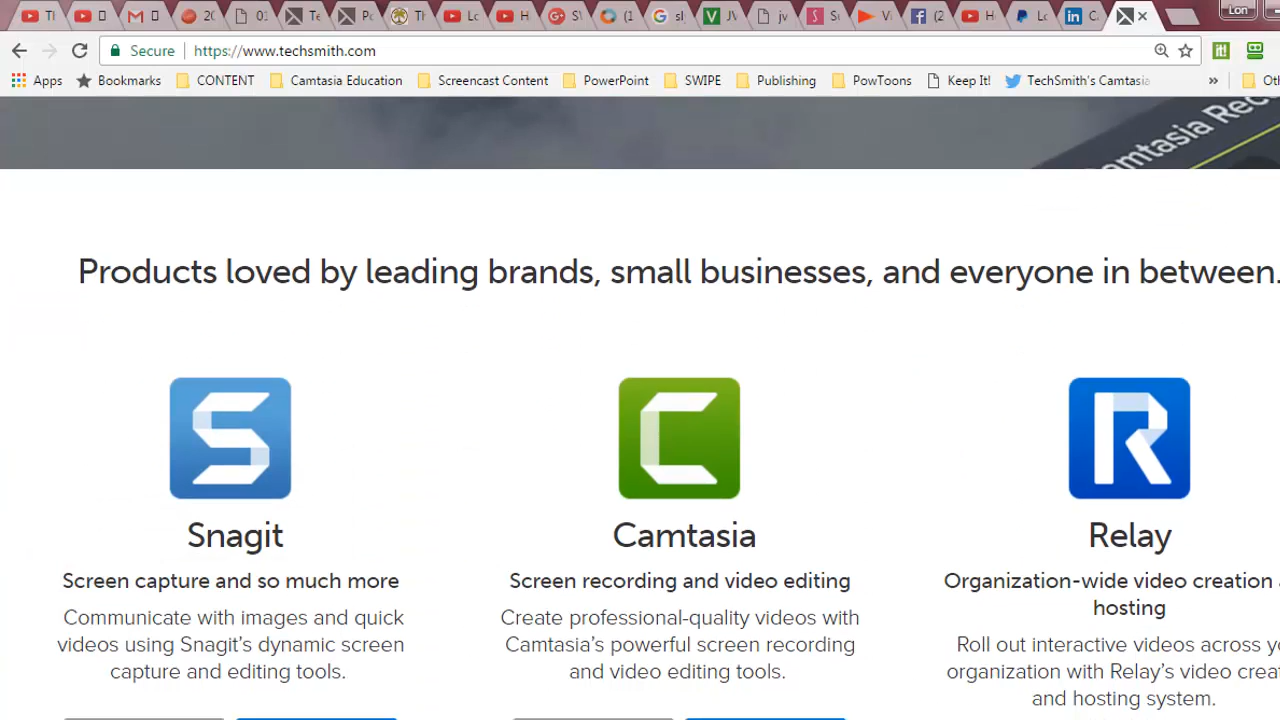 Lon
Secure https://www.techsmith.com it!
Apps Bookmarks CONTENT Camtasia Education Screencast Content PowerPoint SWIPE Publishing PowToons Keep It! TechSmith's Camtasia »
Products loved by leading brands, small businesses, and everyone in between.
Snagit Camtasia Relay
Screen capture and so much more Screen recording and video editing Organization-wide video creation
hosting
Communicate with images and quick Create professional-quality videos with Roll out interactive videos across
videos using Snagit's dynamic screen Camtasia's powerful screen recording organization with Relay's video
capture and editing tools. and video editing tools. and hosting system.